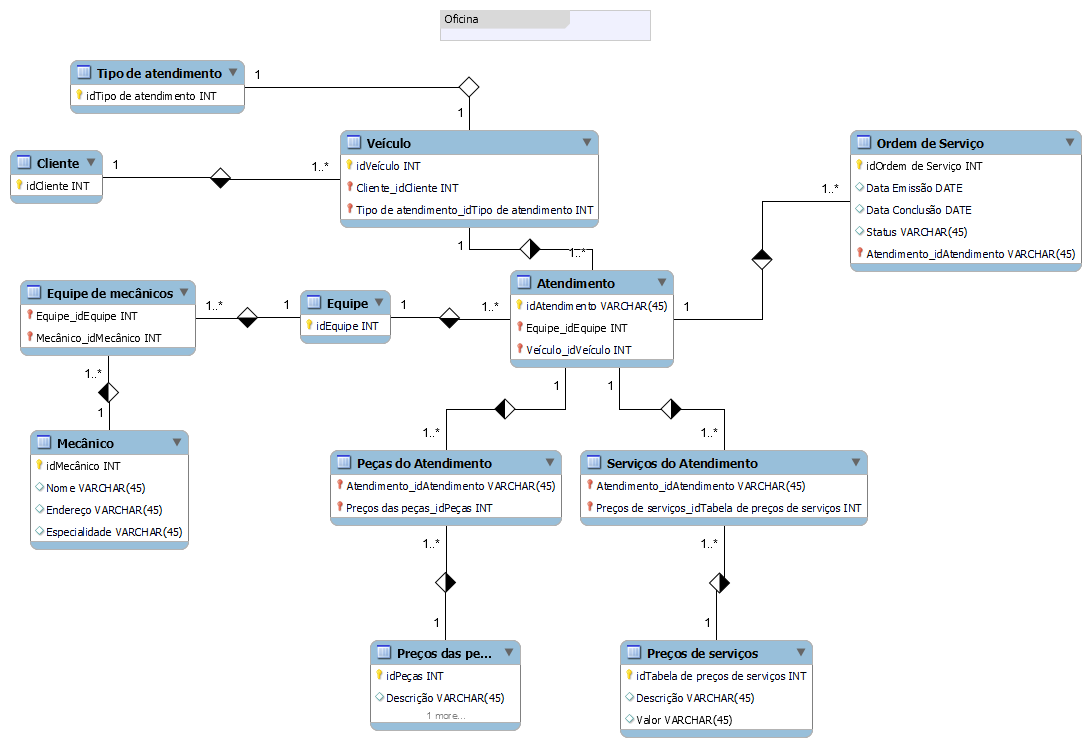 Oficina
Tipo de atendimento
idTipo de atendimento INT
1
1
Cliente
idCliente INT
1
1..*
Veículo
idVeículo INT
Cliente_idCliente INT
Tipo de atendimento_idTipo de atendimento INT
1
1..*
Ordem de Serviço
idOrdem de Serviço INT
Data Emissão DATE
Data Conclusão DATE
Status VARCHAR(45)
Atendimento_idAtendimento VARCHAR(45)
1..*
1
Equipe de mecânicos
Equipe_idEquipe INT
Mecânico_idMecânico INT
1..*
1
Equipe
idEquipe INT
1
1..*
Atendimento
idAtendimento VARCHAR(45)
Equipe_idEquipe INT
Veículo_idVeículo INT
1..*
1
1
1
1..*
1..*
Mecânico
idMecânico INT
Nome VARCHAR(45)
Endereço VARCHAR(45)
Especialidade VARCHAR(45)
Peças do Atendimento
Atendimento_idAtendimento VARCHAR(45)
Preços das peças_idPeças INT
Serviços do Atendimento
Atendimento_idAtendimento VARCHAR(45)
Preços de serviços_idTabela de preços de serviços INT
1..*
1..*
1
1
Preços das pe...
idPeças INT
Descrição VARCHAR(45)
1 more...
Preços de serviços
idTabela de preços de serviços INT
Descrição VARCHAR(45)
Valor VARCHAR(45)